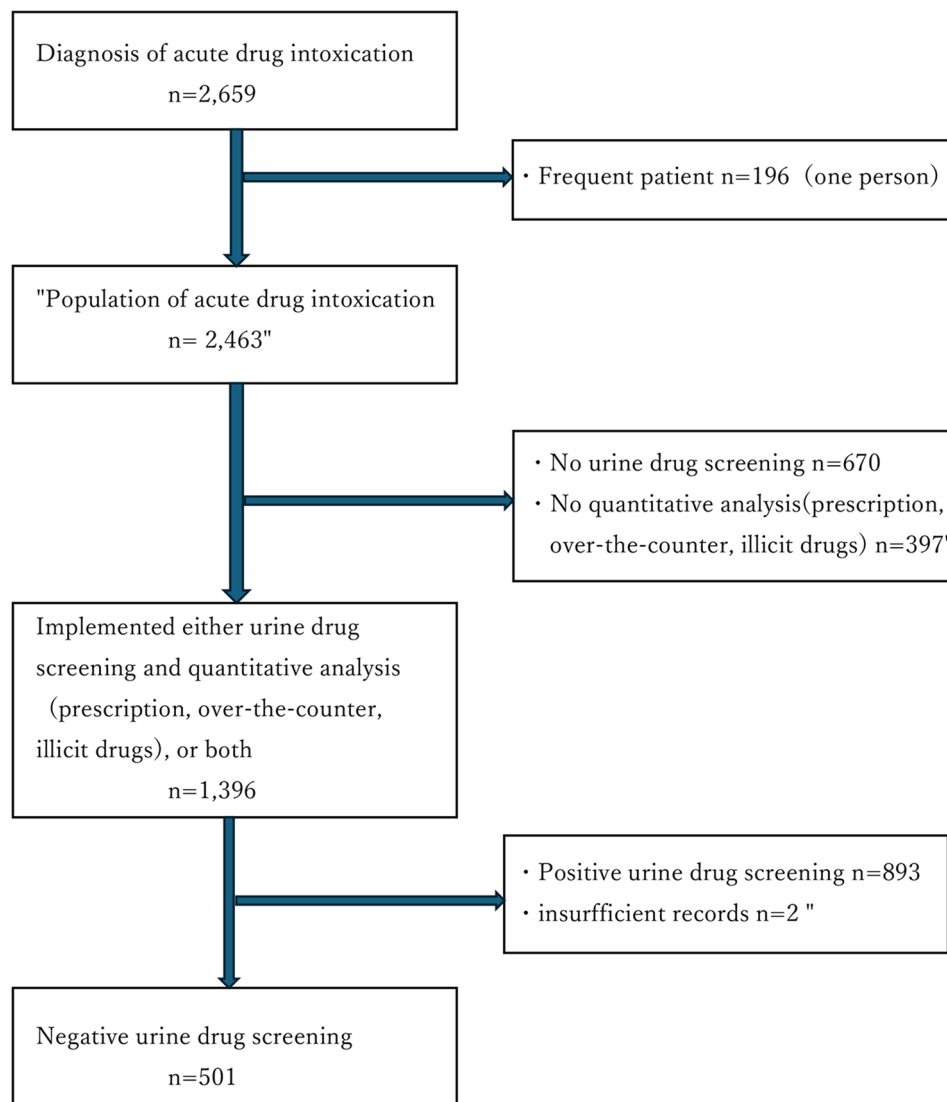 Diagnosis of acute drug intoxication
n=2,659
・Frequent patient n=196（one person）
"Population of acute drug intoxication
n= 2,463"
・No urine drug screening n=670
・No quantitative analysis(prescription,
over-the-counter, illicit drugs) n=397"
Implemented either urine drug
screening and quantitative analysis
（prescription, over-the-counter,
illicit drugs), or both
n=1,396
・Positive urine drug screening n=893
・insurfficient records n=2 "
Negative urine drug screening
n=501